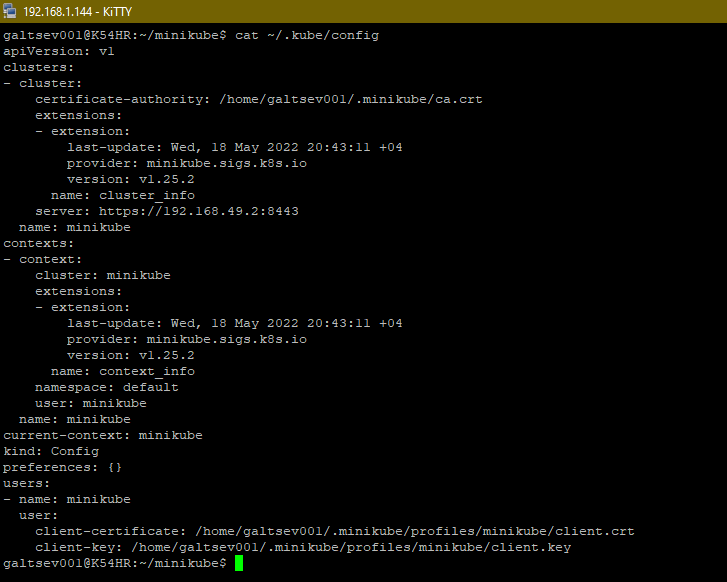 192.168.1.144 - KiTTY
galtsev001@K54HR:~/minikube$ cat ~/.kube/config
apiVersion: v1
clusters:
- cluster:
    certificate-authority: /home/galtsev001/.minikube/ca.crt
    extensions:
    - extension:
        last-update: Wed, 18 May 2022 20:43:11 +04
        provider: minikube.sigs.k8s.io
        version: v1.25.2
      name: cluster_info
    server: https://192.168.49.2:8443
  name: minikube
contexts:
- context:
    cluster: minikube
    extensions:
    - extension:
        last-update: Wed, 18 May 2022 20:43:11 +04
        provider: minikube.sigs.k8s.io
        version: v1.25.2
      name: context_info
    namespace: default
    user: minikube
  name: minikube
current-context: minikube
kind: Config
preferences: {}
users:
- name: minikube
  user:
    client-certificate: /home/galtsev001/.minikube/profiles/minikube/client.crt
    client-key: /home/galtsev001/.minikube/profiles/minikube/client.key
galtsev001@K54HR:~/minikube$